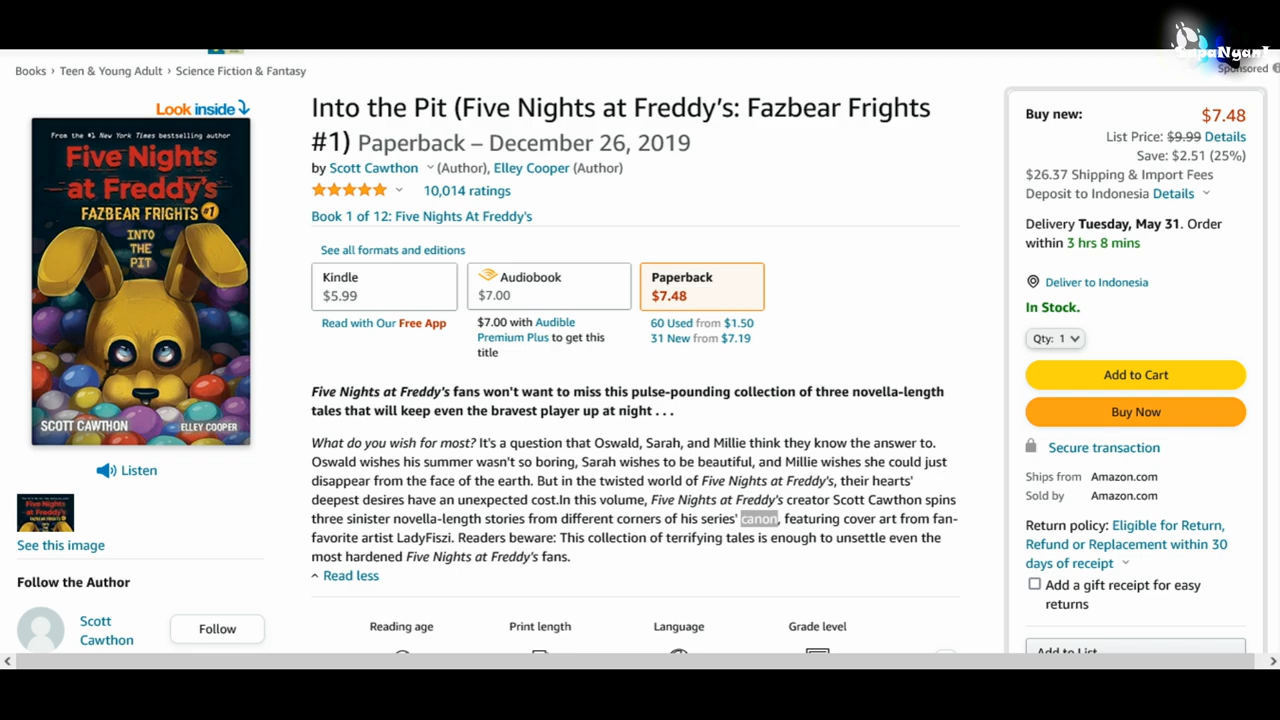 SapaNyanT
Sponsored
Books › Teen & Young Adult › Science Fiction & Fantasy
Look inside
From the #1 New York Times bestselling author
Five Nights
at Freddy's
FAZBEAR FRIGHTS #1
INTO
THE
PIT
SCOTT CAWTHON
ELLEY COOPER
Listen
See this image
Follow the Author
Scott
Cawthon
Follow
Into the Pit (Five Nights at Freddy's: Fazbear Frights
#1) Paperback – December 26, 2019
by Scott Cawthon (Author), Elley Cooper (Author)
10,014 ratings
Book 1 of 12: Five Nights At Freddy's
See all formats and editions
Kindle
$5.99
Read with Our Free App
Audiobook
$7.00
$7.00 with Audible
Premium Plus to get this
title
Paperback
$7.48
60 Used from $1.50
31 New from $7.19
Five Nights at Freddy's fans won't want to miss this pulse-pounding collection of three novella-length
tales that will keep even the bravest player up at night . . .
What do you wish for most? It's a question that Oswald, Sarah, and Millie think they know the answer to.
Oswald wishes his summer wasn't so boring, Sarah wishes to be beautiful, and Millie wishes she could just
disappear from the face of the earth. But in the twisted world of Five Nights at Freddy's, their hearts'
deepest desires have an unexpected cost.In this volume, Five Nights at Freddy's creator Scott Cawthon spins
three sinister novella-length stories from different corners of his series' canon, featuring cover art from fan-
favorite artist LadyFiszi. Readers beware: This collection of terrifying tales is enough to unsettle even the
most hardened Five Nights at Freddy's fans.
Read less
Reading age
Print length
Language
Grade level
Buy new:
$7.48
List Price: $9.99 Details
Save: $2.51 (25%)
$26.37 Shipping & Import Fees
Deposit to Indonesia Details
Delivery Tuesday, May 31. Order
within 3 hrs 8 mins
Deliver to Indonesia
In Stock.
Qty: 1
Add to Cart
Buy Now
Secure transaction
Ships from Amazon.com
Sold by Amazon.com
Return policy: Eligible for Return,
Refund or Replacement within 30
days of receipt
Add a gift receipt for easy
returns
Add to List